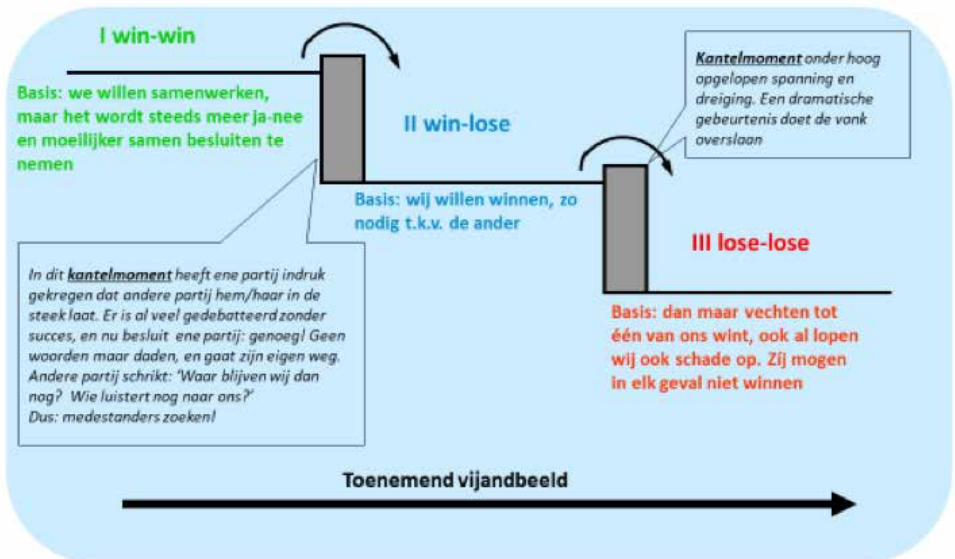 I win-win
Basis: we willen samenwerken,
maar het wordt steeds meer ja-nee
en moeilijker samen besluiten te
nemen
Kantelmoment onder hoog
opgelopen spanning en
dreiging. Een dramatische
gebeurtenis doet de vonk
overslaan
II win-lose
Basis: wij willen winnen, zo
nodig t.k.v. de ander
In dit kantelmoment heeft ene partij indruk
gekregen dat andere partij hem/haar in de
steek laat. Er is al veel gedebatteerd zonder
succes, en nu besluit ene partij: genoeg! Geen
woorden maar daden, en gaat zijn eigen weg.
Andere partij schrikt: 'Waar blijven wij dan
nog? Wie luistert nog naar ons?'
Dus: medestanders zoeken!
III lose-lose
Basis: dan maar vechten tot
één van ons wint, ook al lopen
wij ook schade op. Zíj mogen
in elk geval niet winnen
Toenemend vijandbeeld